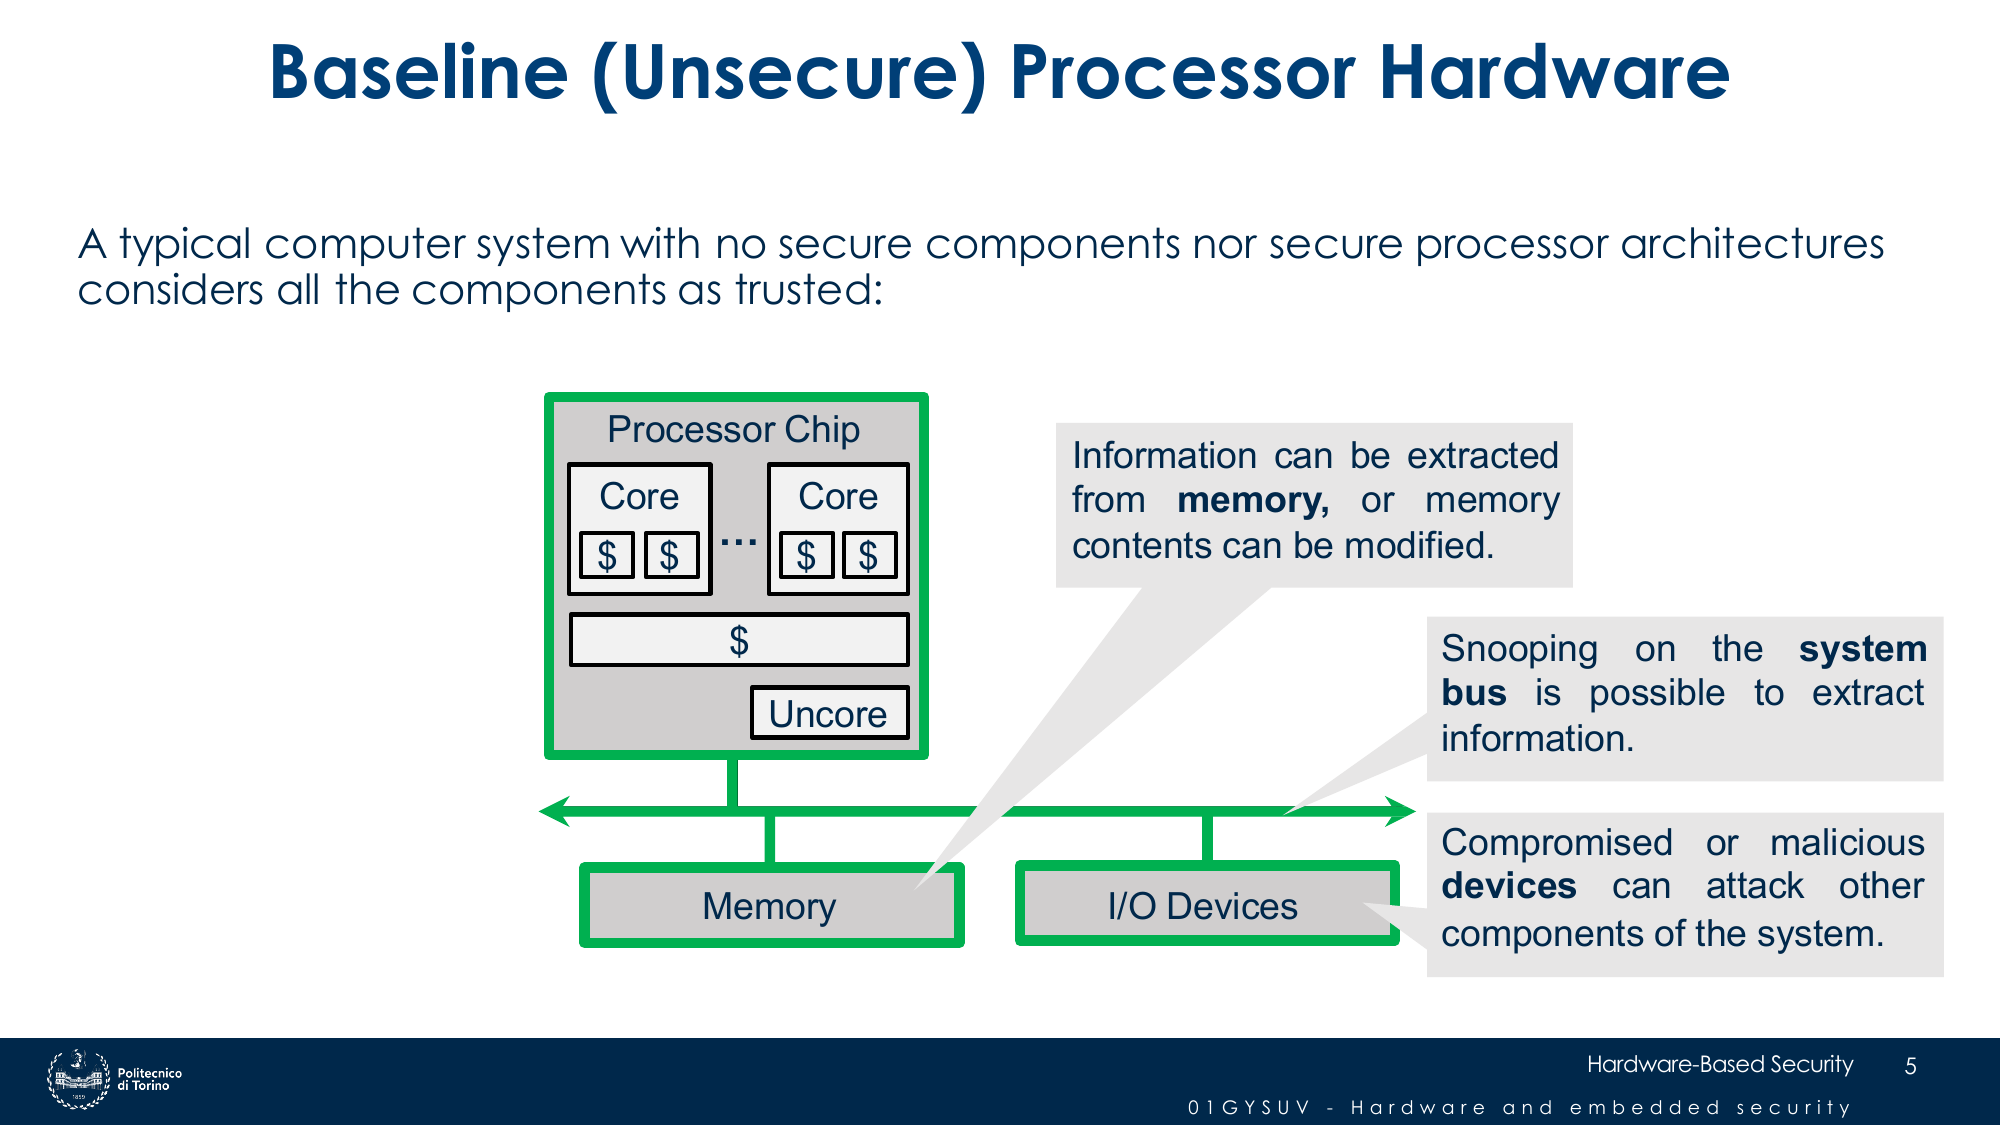 Baseline (Unsecure) Processor Hardware
A typical computer system with no secure components nor secure processor architectures
considers all the components as trusted:
Processor Chip
Core
Core
$
$
…
$
$
$
Uncore
Memory
I/O Devices
Information can be extracted
from memory, or memory
contents can be modified.
Snooping on the system
bus is possible to extract
information.
Compromised or malicious
devices can attack other
components of the system.
Politecnico
di Torino
1859
Hardware-Based Security
5
01GYSUV - Hardware and embedded security